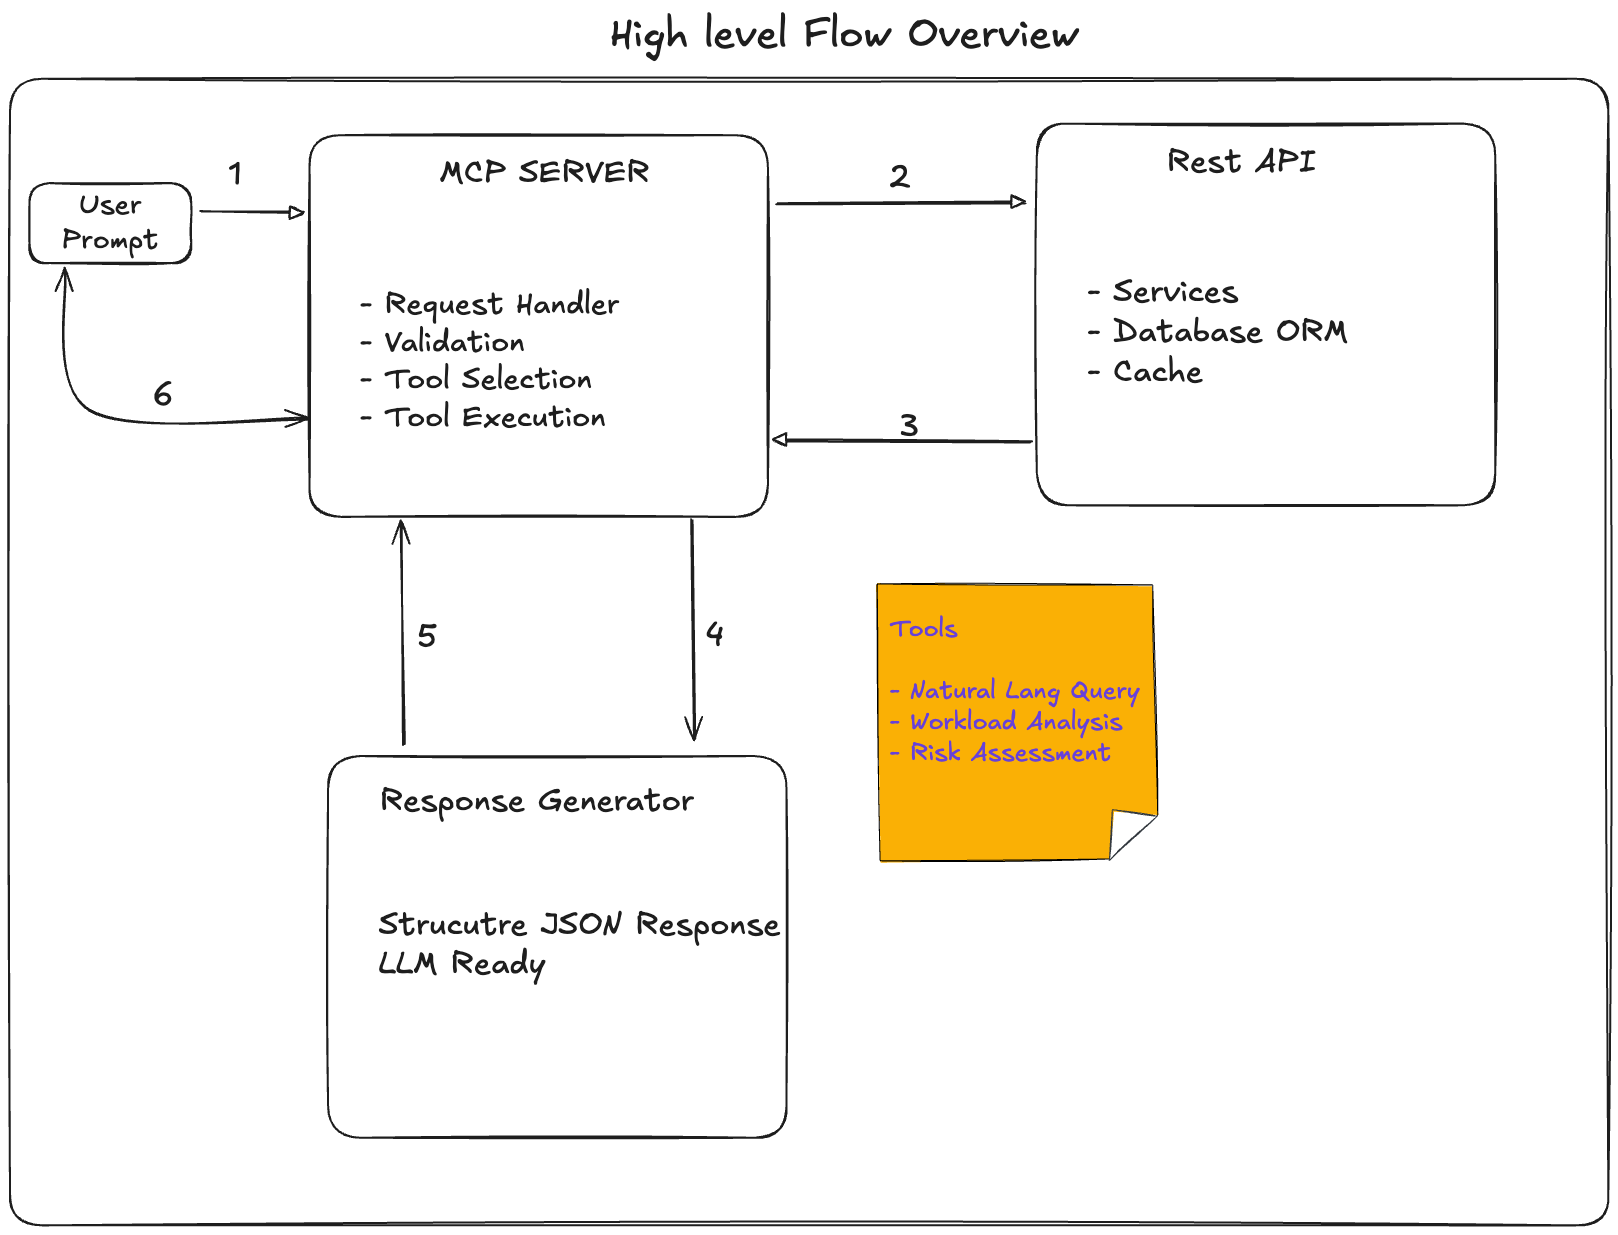 High level Flow Overview
User
Prompt
1
MCP SERVER
- Request Handler
- Validation
- Tool Selection
- Tool Execution
2
Rest API
- Services
- Database ORM
- Cache
3
6
5
4
Tools
- Natural Lang Query
- Workload Analysis
- Risk Assessment
Response Generator
Strucutre JSON Response
LLM Ready